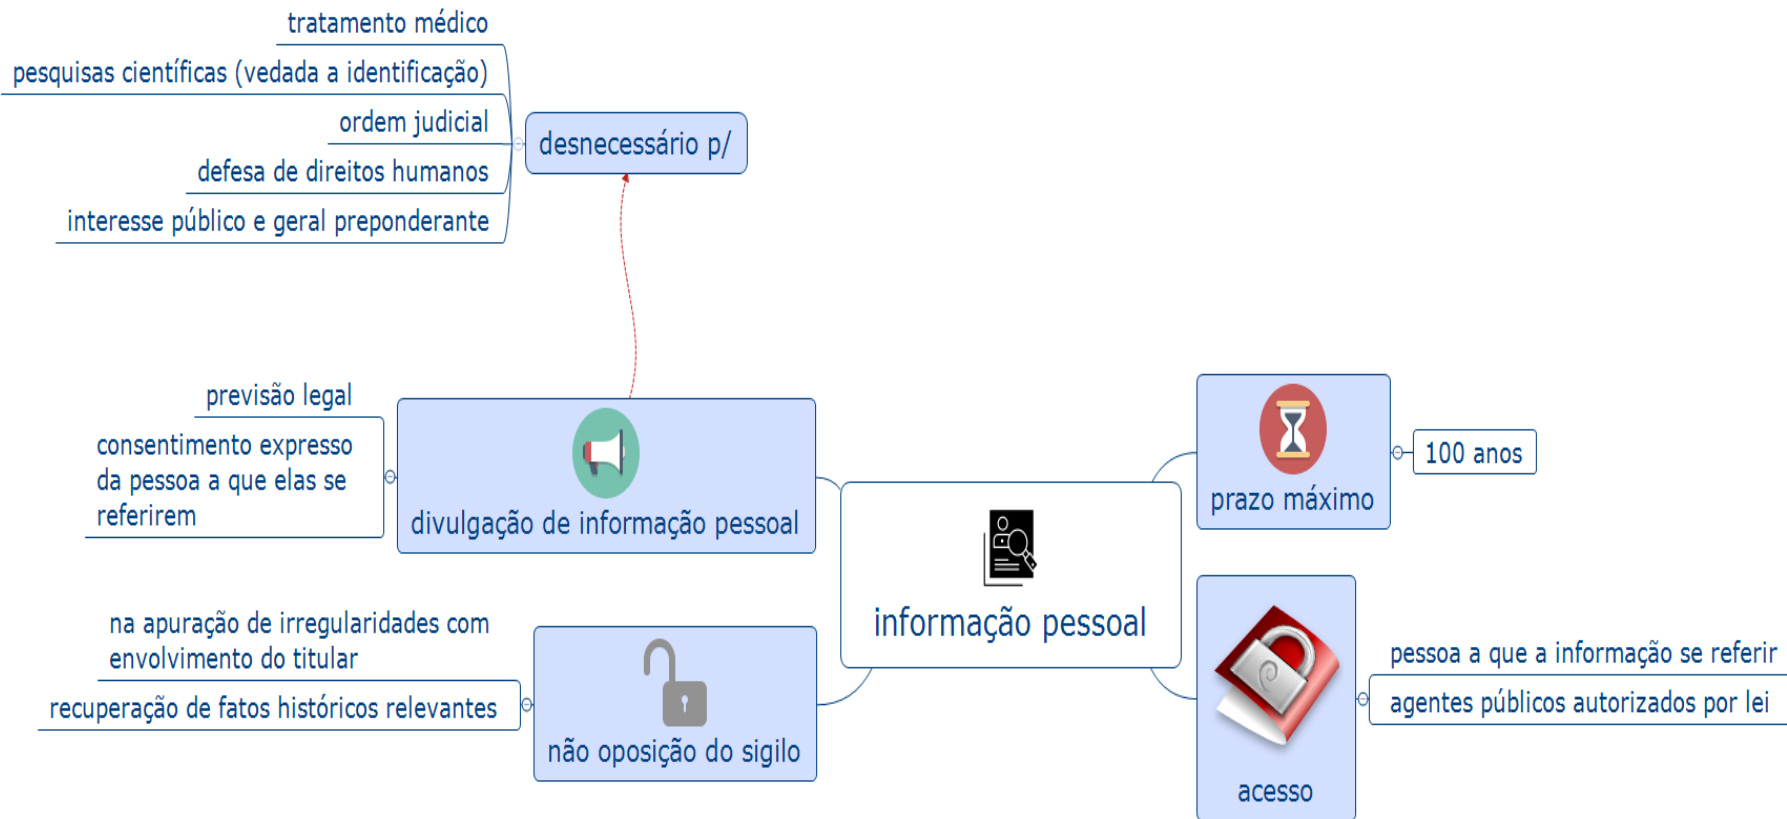 tratamento médico
pesquisas científicas (vedada a identificação)
ordem judicial
defesa de direitos humanos
interesse público e geral preponderante
desnecessário p/
previsão legal
consentimento expresso
da pessoa a que elas se
referirem
divulgação de informação pessoal
na apuração de irregularidades com
envolvimento do titular
recuperação de fatos históricos relevantes
não oposição do sigilo
informação pessoal
prazo máximo
100 anos
pessoa a que a informação se referir
agentes públicos autorizados por lei
acesso